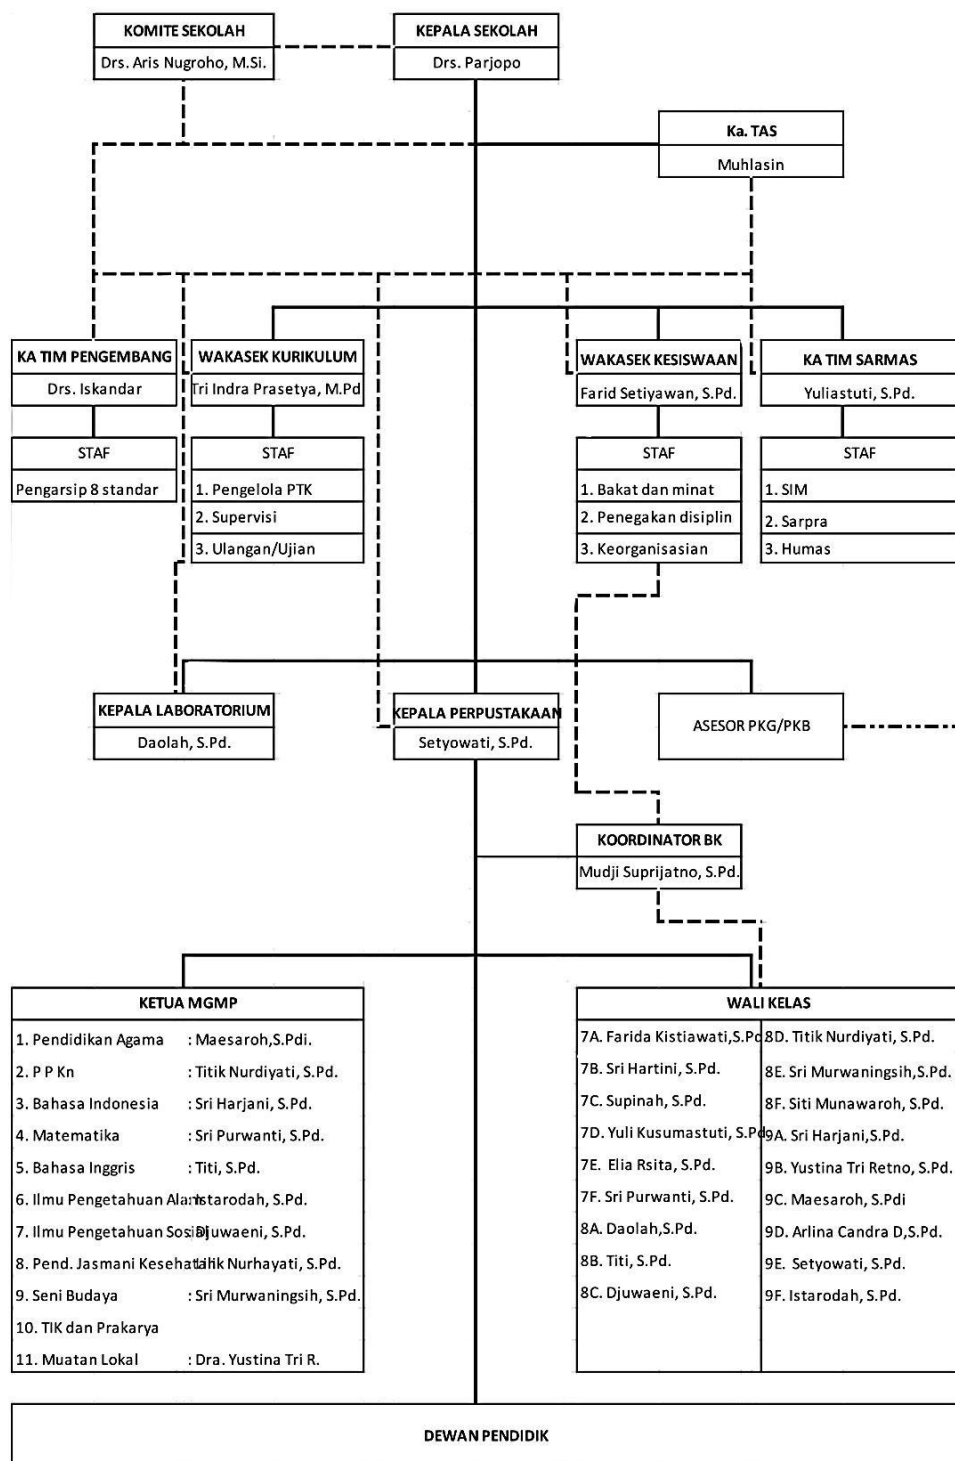 KOMITE SEKOLAH
Drs. Aris Nugroho, M.Si.
KEPALA SEKOLAH
Drs. Parjopo
Ka. TAS
Muhlasin
KA TIM PENGEMBANG
Drs. Iskandar
STAF
Pengarsip 8 standar
WAKASEK KURIKULUM
Tri Indra Prasetya, M.Pd
STAF
1. Pengelola PTK
2. Supervisi
3. Ulangan/Ujian
WAKASEK KESISWAAN
Farid Setiyawan, S.Pd.
STAF
1. Bakat dan minat
2. Penegakan disiplin
3. Keorganisasian
KA TIM SARMAS
Yuliastuti, S.Pd.
STAF
1. SIM
2. Sarpra
3. Humas
KEPALA LABORATORIUM
Daolah, S.Pd.
KEPALA PERPUSTAKAAN
Setyowati, S.Pd.
ASESOR PKG/PKB
KOORDINATOR BK
Mudji Suprijatno, S.Pd.
KETUA MGMP
1. Pendidikan Agama : Maesaroh,S.Pdi.
2. P P Kn : Titik Nurdiyati, S.Pd.
3. Bahasa Indonesia : Sri Harjani, S.Pd.
4. Matematika : Sri Purwanti, S.Pd.
5. Bahasa Inggris : Titi, S.Pd.
6. Ilmu Pengetahuan Alam : Istarodah, S.Pd.
7. Ilmu Pengetahuan Sosial : Djuwaeni, S.Pd.
8. Pend. Jasmani Kesehatan Nurhayati, S.Pd.
9. Seni Budaya : Sri Murwaningsih, S.Pd.
10. TIK dan Prakarya
11. Muatan Lokal : Dra. Yustina Tri R.
WALI KELAS
7A. Farida Kistiawati,S.Pd.
7B. Sri Hartini, S.Pd.
7C. Supinah, S.Pd.
7D. Yuli Kusumastuti, S.Pd.
7E. Elia Rsita, S.Pd.
7F. Sri Purwanti, S.Pd.
8A. Daolah,S.Pd.
8B. Titi, S.Pd.
8C. Djuwaeni, S.Pd.
8D. Titik Nurdiyati, S.Pd.
8E. Sri Murwaningsih,S.Pd.
8F. Siti Munawaroh, S.Pd.
9A. Sri Harjani,S.Pd.
9B. Yustina Tri Retno, S.Pd.
9C. Maesaroh, S.Pdi
9D. Arlina Candra D,S.Pd.
9E. Setyowati, S.Pd.
9F. Istarodah, S.Pd.
DEWAN PENDIDIK